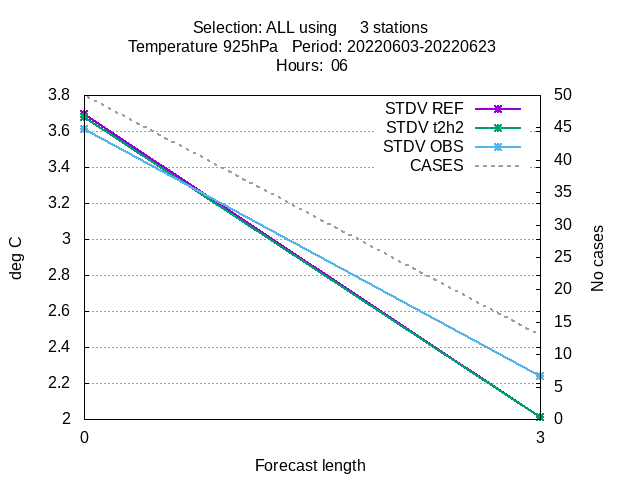 Selection: ALL using 3 stations
Temperature 925hPa Period: 20220603-20220623
Hours: 06
3.8
3.6
3.4
3.2
3
2.8
2.6
2.4
2.2
2
50
45
40
35
30
25
20
15
10
5
0
STDV REF
STDV t2h2
STDV OBS
CASES
deg C
No cases
0
3
Forecast length